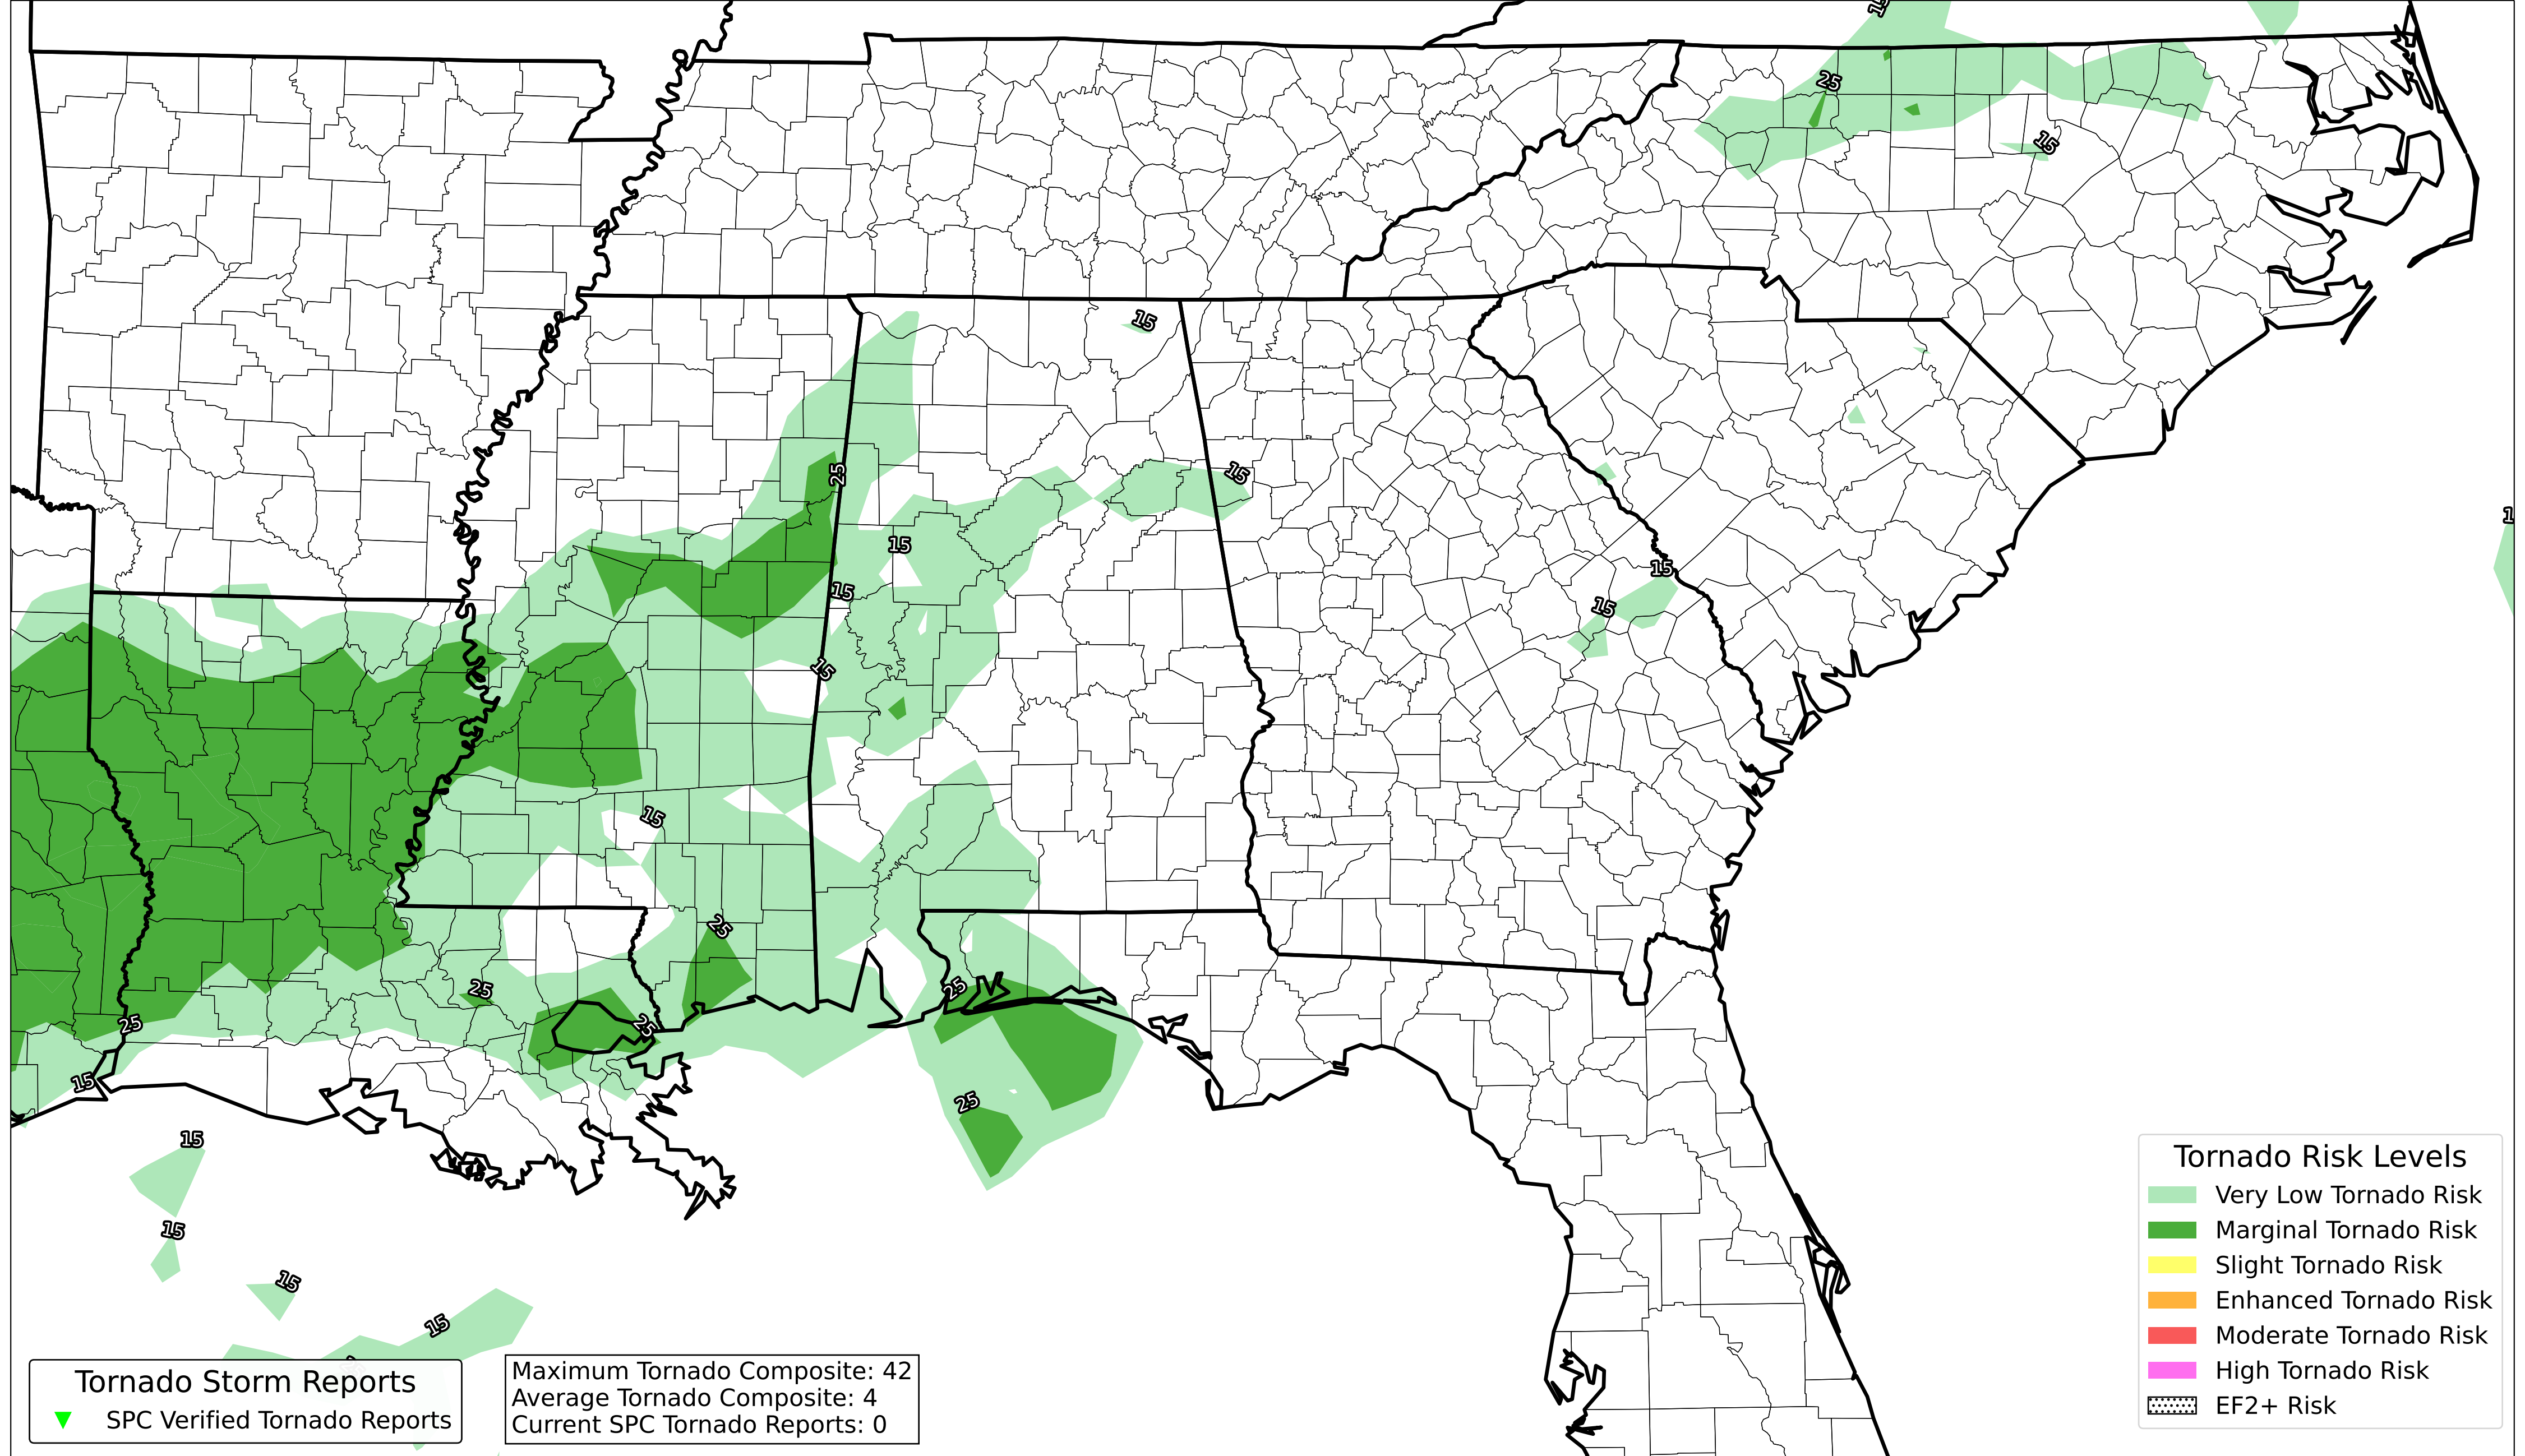 15
25
15
15
25
15
15
15
1
15
15
15
15
25
25
25
25
25
15
25
15
15
15
15
Tornado Risk Levels
Very Low Tornado Risk
Marginal Tornado Risk
Slight Tornado Risk
Enhanced Tornado Risk
Moderate Tornado Risk
High Tornado Risk
EF2+ Risk
Tornado Storm Reports
SPC Verified Tornado Reports
Maximum Tornado Composite: 42
Average Tornado Composite: 4
Current SPC Tornado Reports: 0